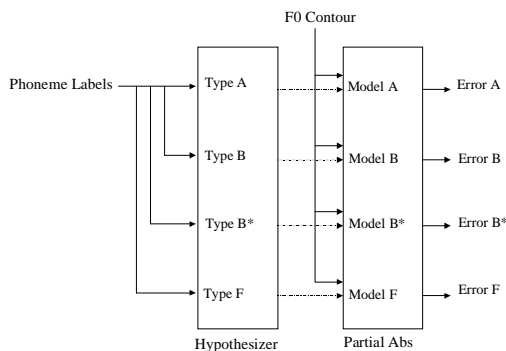 F0 Contour
Phoneme Labels
Type A
Model A
Error A
Type B
Model B
Error B
Type B*
Model B*
Error B*
Type F
Model F
Error F
Hypothesizer
Partial Abs